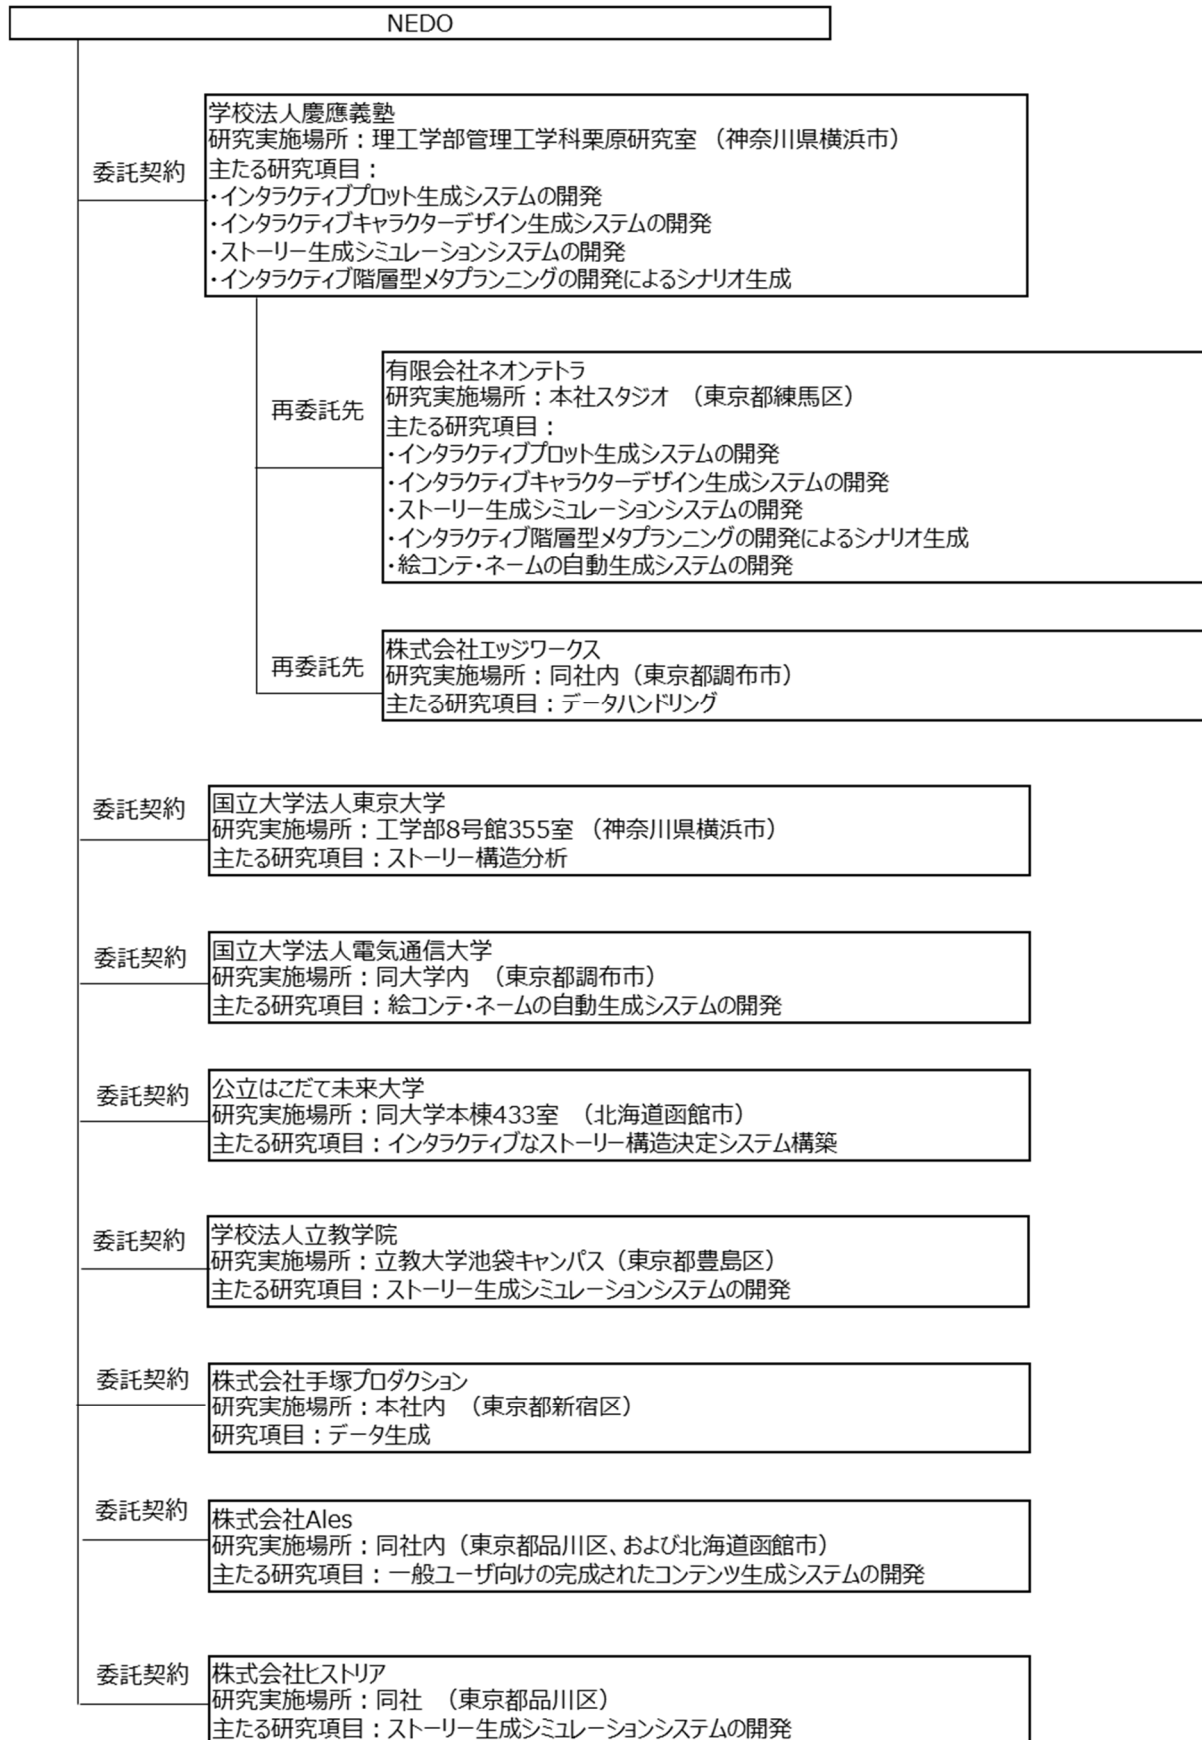 NEDO
委託契約
学校法人慶應義塾
研究実施場所：理工学部管理工学科栗原研究室 （神奈川県横浜市）
主たる研究項目：
・インタラクティブプロット生成システムの開発
・インタラクティブキャラクターデザイン生成システムの開発
・ストーリー生成シミュレーションシステムの開発
・インタラクティブ階層型メタプランニングの開発によるシナリオ生成
再委託先
有限会社ネオンテトラ
研究実施場所：本社スタジオ （東京都練馬区）
主たる研究項目：
・インタラクティブプロット生成システムの開発
・インタラクティブキャラクターデザイン生成システムの開発
・ストーリー生成シミュレーションシステムの開発
・インタラクティブ階層型メタプランニングの開発によるシナリオ生成
・絵コンテ・ネームの自動生成システムの開発
再委託先
株式会社エッジワークス
研究実施場所：同社内（東京都調布市）
主たる研究項目：データハンドリング
委託契約
国立大学法人東京大学
研究実施場所：工学部8号館355室 （神奈川県横浜市）
主たる研究項目：ストーリー構造分析
委託契約
国立大学法人電気通信大学
研究実施場所：同大学内 （東京都調布市）
主たる研究項目：絵コンテ・ネームの自動生成システムの開発
委託契約
公立はこだて未来大学
研究実施場所：同大学本棟433室 （北海道函館市）
主たる研究項目：インタラクティブなストーリー構造決定システム構築
委託契約
学校法人立教学院
研究実施場所：立教大学池袋キャンパス（東京都豊島区）
主たる研究項目：ストーリー生成シミュレーションシステムの開発
委託契約
株式会社手塚プロダクション
研究実施場所：本社内 （東京都新宿区）
研究項目：データ生成
委託契約
株式会社Ales
研究実施場所：同社内（東京都品川区、および北海道函館市）
主たる研究項目：一般ユーザ向けの完成されたコンテンツ生成システムの開発
委託契約
株式会社ヒストリア
研究実施場所：同社 （東京都品川区）
主たる研究項目：ストーリー生成シミュレーションシステムの開発